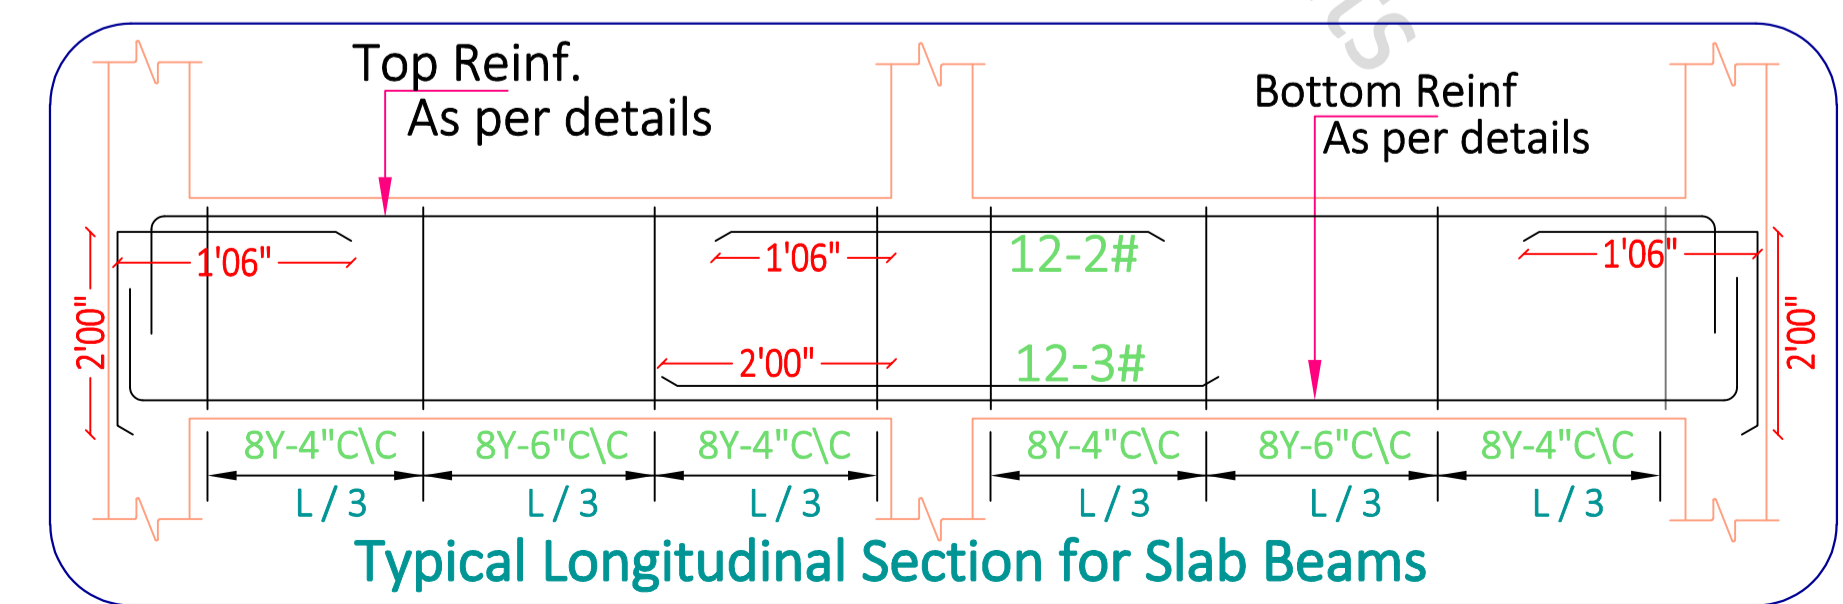 Top Reinf.
As per details
Bottom Reinf
As per details
1'06"
1'06"
12-2#
1'06"
2'00"
2'00"
12-3#
2'00"
8Y-4"C\C
8Y-6"C\C
8Y-4"C\C
8Y-4"C\C
8Y-6"C\C
8Y-4"C\C
L / 3
L / 3
L / 3
L / 3
L / 3
L / 3
Typical Longitudinal Section for Slab Beams